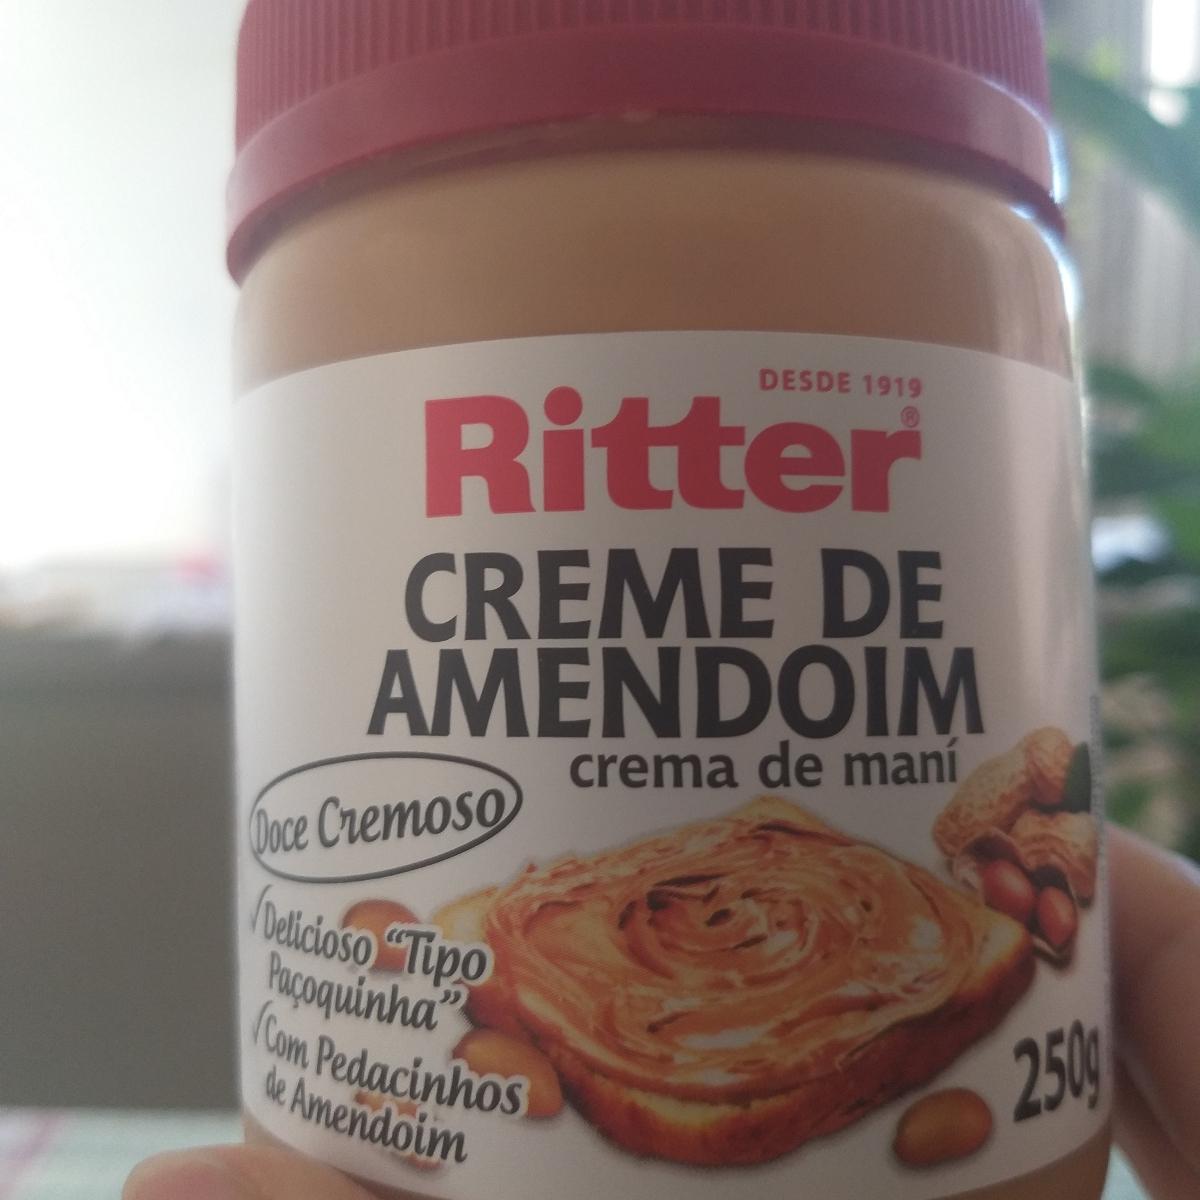 DESDE 1919
Ritter®
CREME DE
AMENDOIM
crema de maní
Doce Cremoso
✓Delicioso "Tipo
Paçoquinha"
✓Com Pedacinhos
de Amendoim
250g